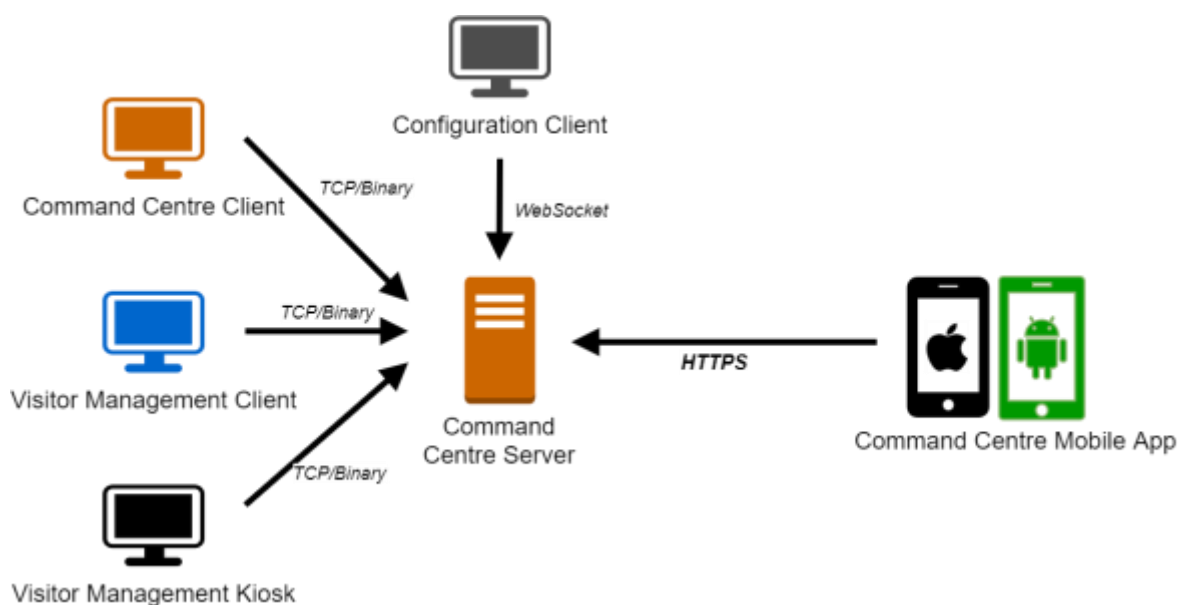 Configuration Client
TCP/Binary
Command Centre Client
WebSocket
TCP/Binary
HTTPS
Visitor Management Client
Command
Centre Server
Command Centre Mobile App
TCP/Binary
Visitor Management Kiosk